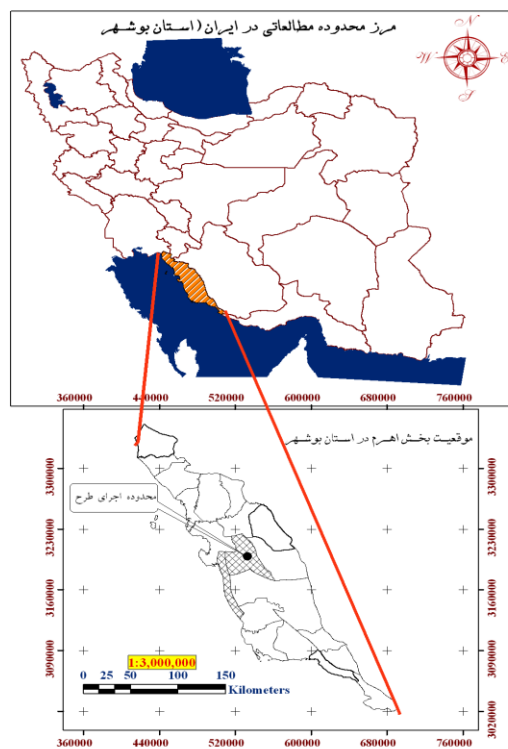 مرز محدوده مطالعاتی در ایران (استان بوشهر
N
W E
S
360000 440000 520000 600000 680000 760000
موقعیت بخش اهرم در استان بوشهر
محدوده اجرای طرح
3300000
3230000
3160000
3090000
3020000
1:3,000,000
0 25 50 100 150
Kilometers
360000 440000 520000 600000 680000 760000